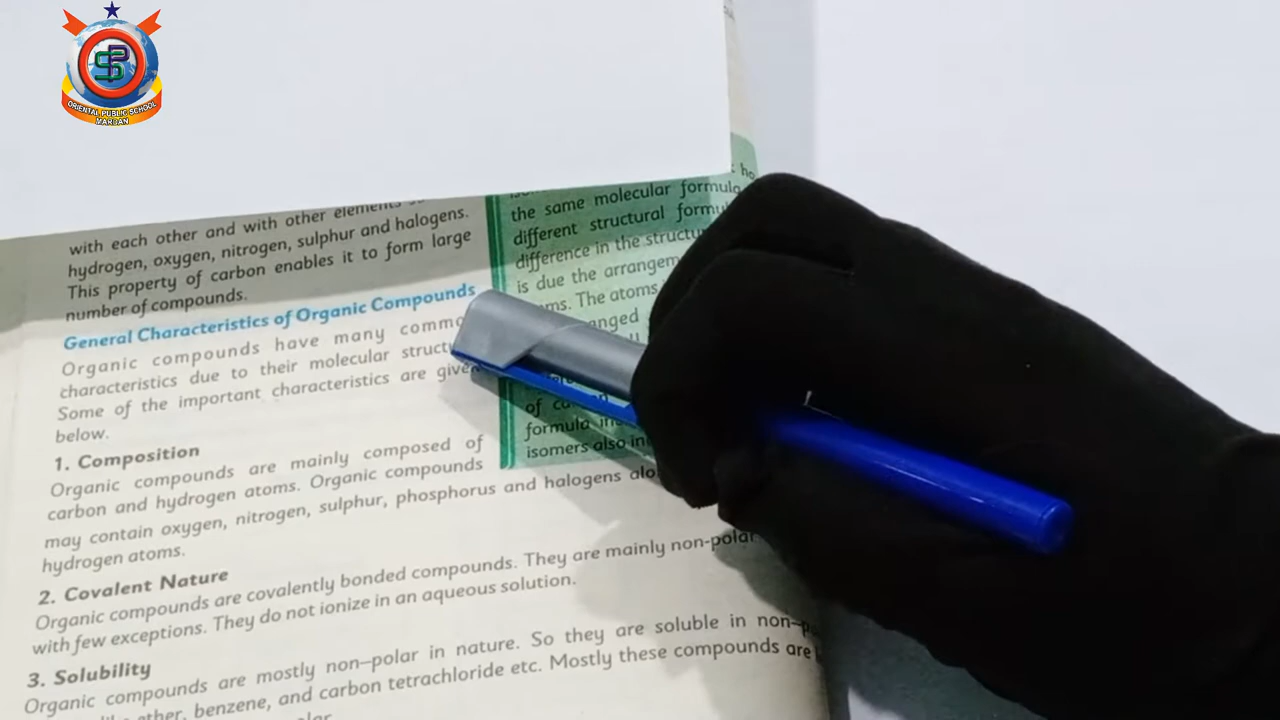 ORIENTAL PUBLIC SCHOOL
MARDAN
with each other and with other elements
hydrogen, oxygen, nitrogen, sulphur and halogens.
This property of carbon enables it to form large
number of compounds.
General Characteristics of Organic Compounds
Organic compounds have many
characteristics due to their molecular
Some of the important characteristics are
below.
1. Composition
Organic compounds are mainly composed of
carbon and hydrogen atoms. Organic compounds
may contain oxygen, nitrogen, sulphur, phosphorus and halogens
hydrogen atoms.
2. Covalent Nature
Organic compounds are covalently bonded compounds. They are mainly non-polar
with few exceptions. They do not ionize in an aqueous solution.
3. Solubility
Organic compounds are mostly non–polar in nature. So they are soluble in
ether, benzene, and carbon tetrachloride etc. Mostly these compounds are
the same molecular formula
different structural
difference in the
is due the
The atoms
of
formula
isomers also